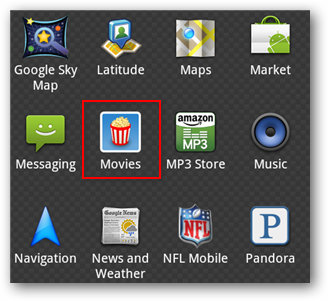 Google Sky Map
Latitude
Maps
Market
Messaging
Movies
amazon
MP3
MP3 Store
Music
Navigation
Google News
News and Weather
NFL
NFL Mobile
P
Pandora